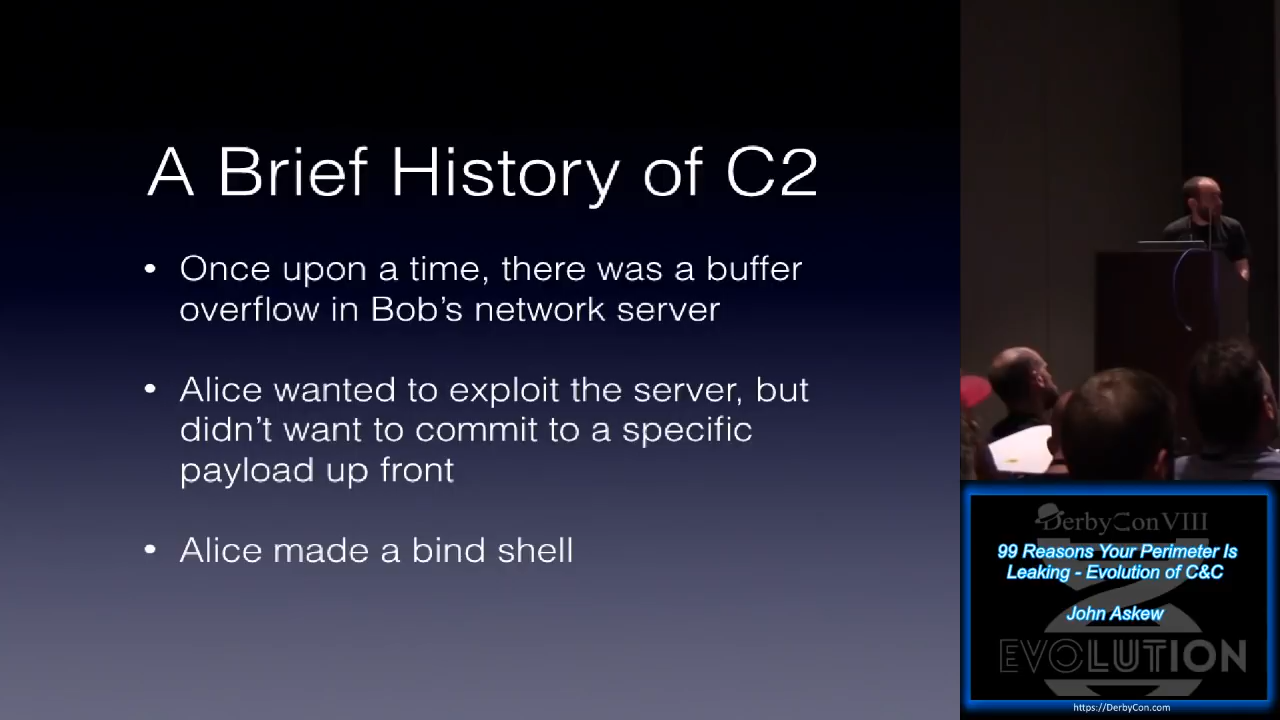 A Brief History of C2
• Once upon a time, there was a buffer
overflow in Bob's network server
• Alice wanted to exploit the server, but
didn't want to commit to a specific
payload up front
• Alice made a bind shell
DerbyCon VIII
99 Reasons Your Perimeter Is
Leaking - Evolution of C&C
John Askew
EVOLUTION
https://DerbyCon.com